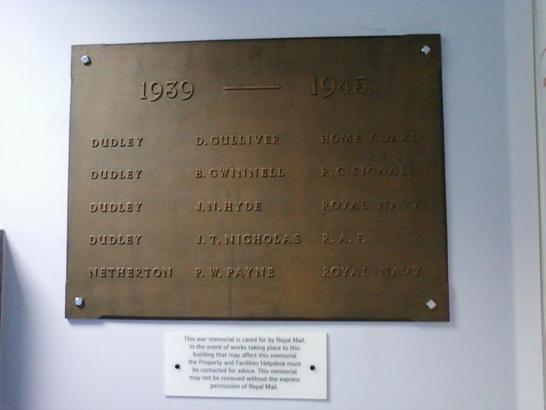 1939 — 1945
DUDLEY D. GULLIVER HOME GUARD
DUDLEY B. GWINNELL R. C. SIGNALS
DUDLEY J. N. HYDE ROYAL NAVY
DUDLEY J. T. NICHOLAS R. A. F.
NETHERTON P. W. PAYNE ROYAL NAVY
This war memorial is cared for by Royal Mail.
In the event of works taking place to this
building that may affect this memorial
the Property and Facilities Helpdesk must
be contacted for advice. This memorial
may not be removed without the express
permission of Royal Mail.